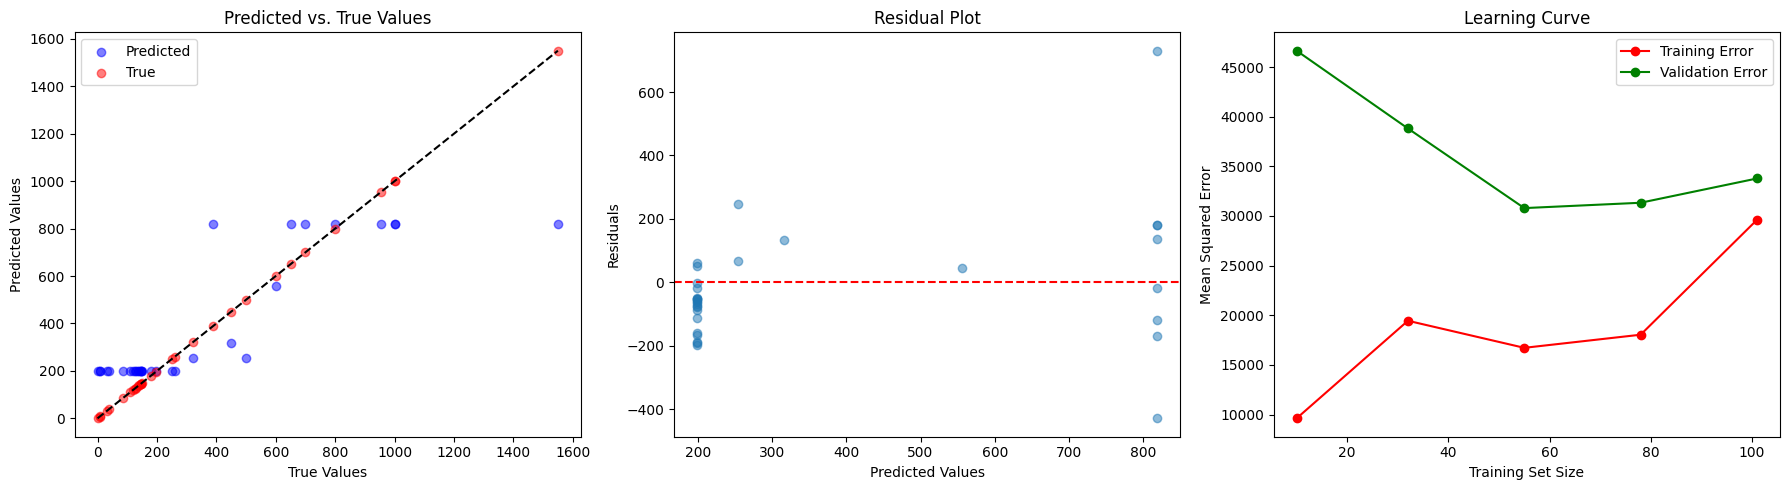 Predicted vs. True Values
Predicted
True
1600
1400
1200
1000
800
600
400
200
0
Predicted Values
0 200 400 600 800 1000 1200 1400 1600
True Values
Residual Plot
600
400
200
0
−200
−400
Residuals
200 300 400 500 600 700 800
Predicted Values
Learning Curve
Training Error
Validation Error
45000
40000
35000
30000
25000
20000
15000
10000
Mean Squared Error
20 40 60 80 100
Training Set Size